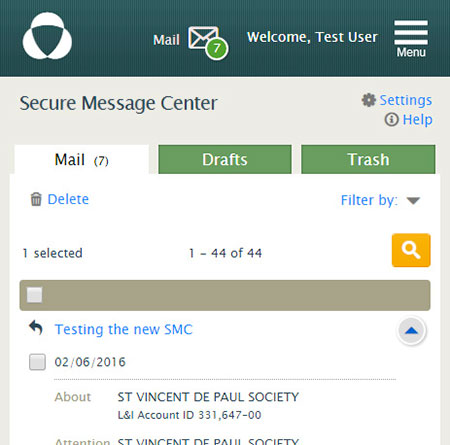 Mail 7 Welcome, Test User
Menu
Secure Message Center
Settings
Help
Mail (7) Drafts Trash
Delete Filter by:
1 selected 1 - 44 of 44
Testing the new SMC
02/06/2016
About ST VINCENT DE PAUL SOCIETY
L&I Account ID 331,647-00
Attention ST VINCENT DE PAUL SOCIETY